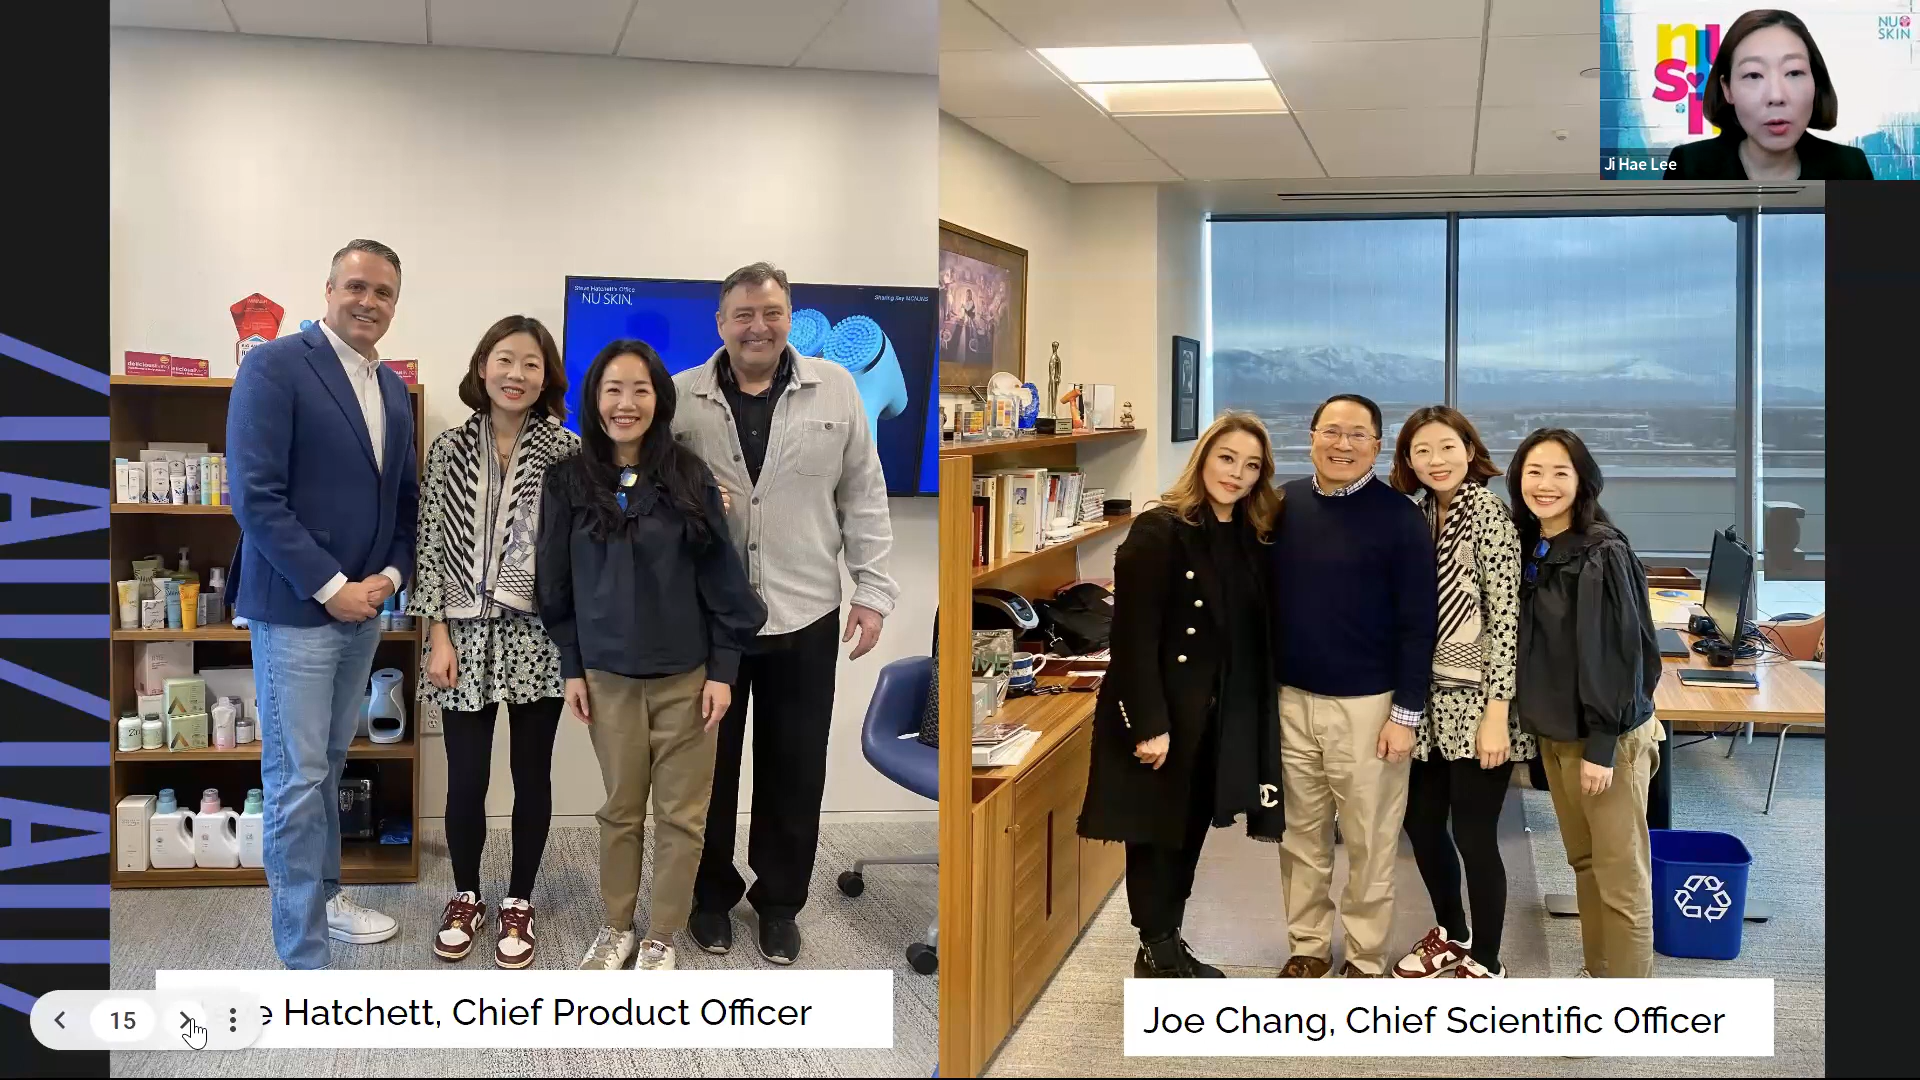 NU
SKIN
Ji Hae Lee
Steve Hatchett's Office
NU SKIN.
e Hatchett, Chief Product Officer
Joe Chang, Chief Scientific Officer
15